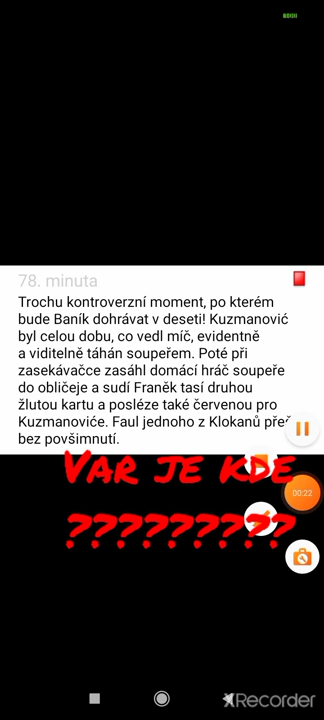 78. minuta
Trochu kontroverzní moment, po kterém
bude Baník dohrávat v deseti! Kuzmanović
byl celou dobu, co vedl míč, evidentně
a viditelně táhán soupeřem. Poté při
zasekávačce zasáhl domácí hráč soupeře
do obličeje a sudí Franěk tasí druhou
žlutou kartu a posléze také červenou pro
Kuzmanoviće. Faul jednoho z Klokanů
bez povšimnutí.
VAR JE KDE
?????????
00:22
XRecorder